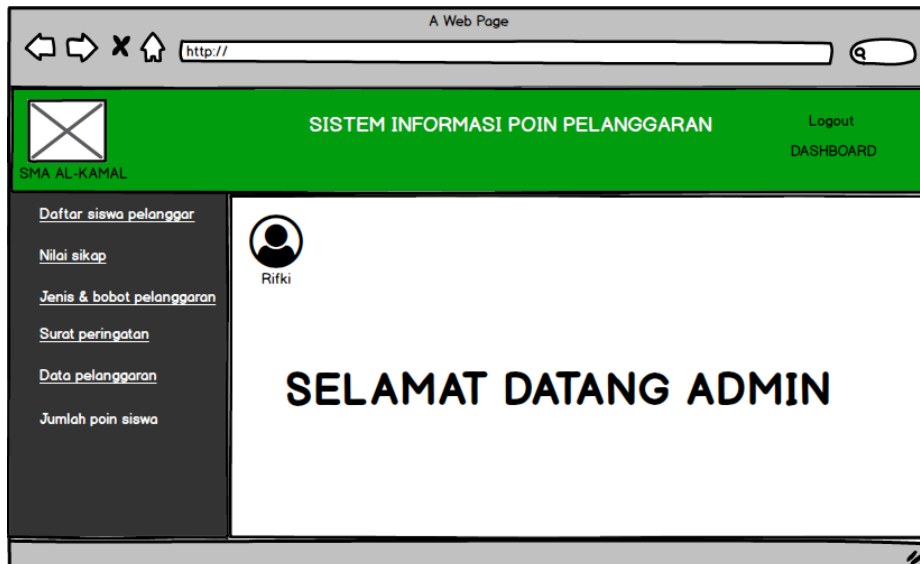 A Web Page
http://
SISTEM INFORMASI POIN PELANGGARAN
Logout
DASHBOARD
SMA AL-KAMAL
Daftar siswa pelanggar
Nilai sikap
Jenis & bobot pelanggaran
Surat peringatan
Data pelanggaran
Jumlah poin siswa
Rifki
SELAMAT DATANG ADMIN